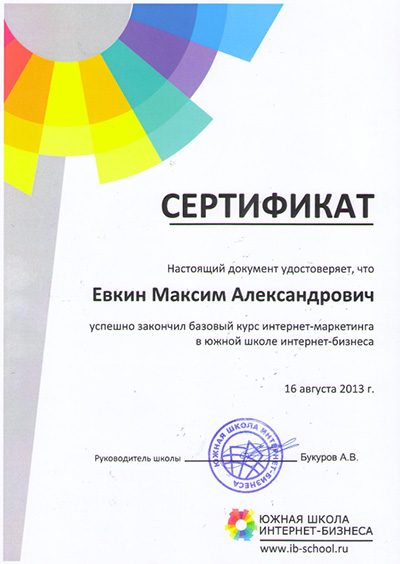 СЕРТИФИКАТ
Настоящий документ удостоверяет, что
Евкин Максим Александрович
успешно закончил базовый курс интернет-маркетинга
в южной школе интернет-бизнеса
16 августа 2013 г.
Руководитель школы
ЮЖНАЯ ШКОЛА ИНТЕРНЕТ-БИЗНЕСА
Букуров А.В.
ЮЖНАЯ ШКОЛА
ИНТЕРНЕТ-БИЗНЕСА
www.ib-school.ru